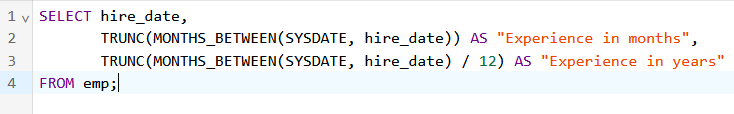 1 SELECT hire_date,
2 TRUNC(MONTHS_BETWEEN(SYSDATE, hire_date)) AS "Experience in months",
3 TRUNC(MONTHS_BETWEEN(SYSDATE, hire_date) / 12) AS "Experience in years"
4 FROM emp;